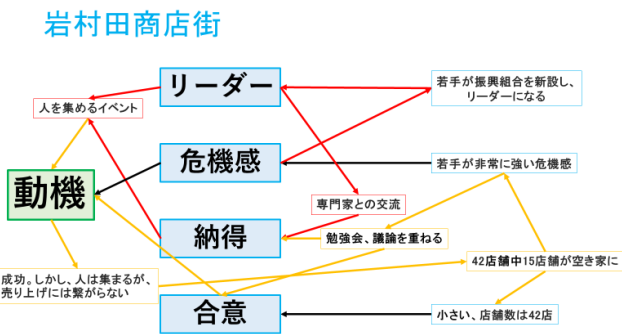 岩村田商店街
リーダー
若手が振興組合を新設し、
リーダーになる
人を集めるイベント
危機感
若手が非常に強い危機感
動機
専門家との交流
納得
勉強会、議論を重ねる
42店舗中15店舗が空き家に
成功。しかし、人は集まるが、
売り上げには繋がらない
合意
小さい、店舗数は42店